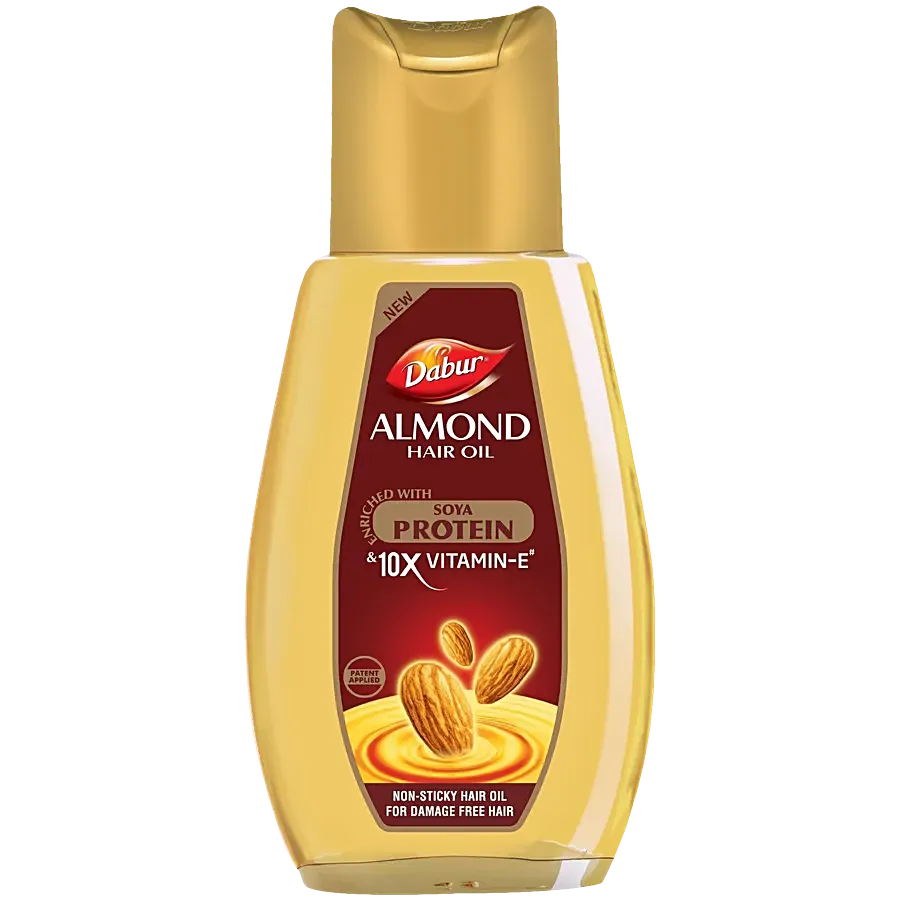 Dabur
NEW
Dabur
ALMOND
HAIR OIL
ENRICHED WITH
SOYA
PROTEIN
& 10X VITAMIN-E#
PATENT
APPLIED
NON-STICKY HAIR OIL
FOR DAMAGE FREE HAIR